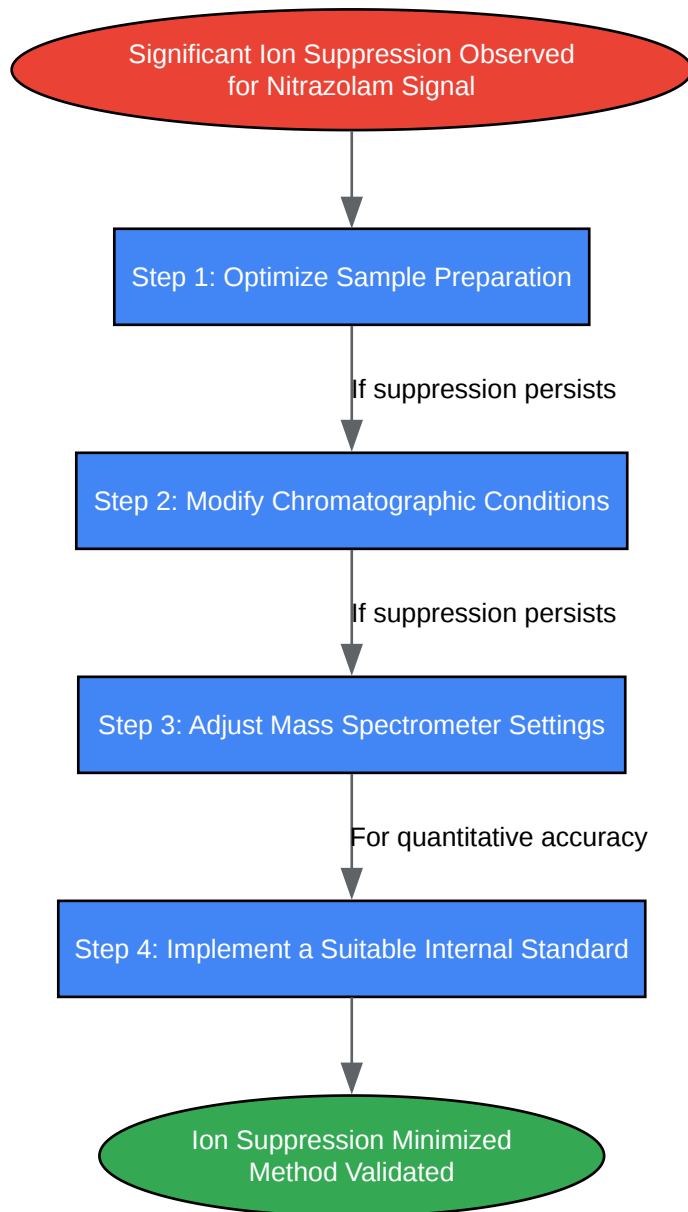 Significant Ion Suppression Observed
for Nitrazolam Signal
Step 1: Optimize Sample Preparation
If suppression persists
Step 2: Modify Chromatographic Conditions
If suppression persists
Step 3: Adjust Mass Spectrometer Settings
For quantitative accuracy
Step 4: Implement a Suitable Internal Standard
Ion Suppression Minimized
Method Validated